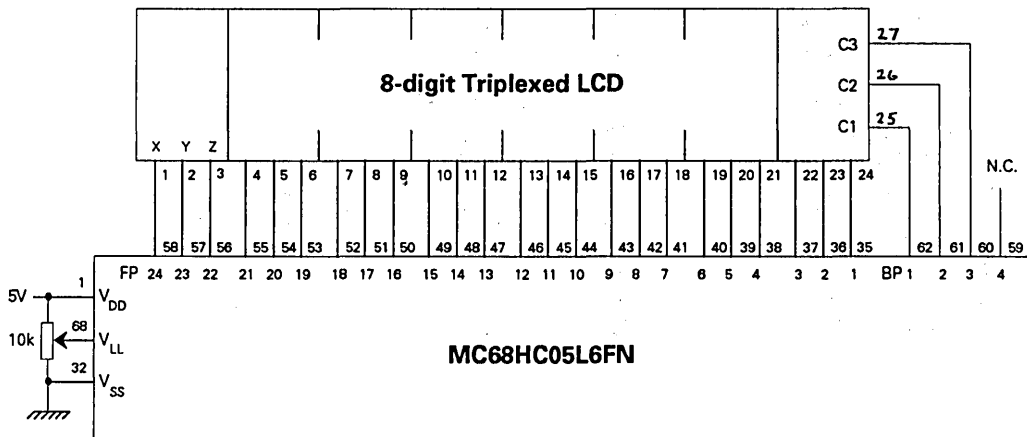 C3 27
8-digit Triplexed LCD
C2 26
C1 25
X Y Z
1 2 3 4 5 6 7 8 9 10 11 12 13 14 15 16 17 18 19 20 21 22 23 24
N.C.
58 57 56 55 54 53 52 51 50 49 48 47 46 45 44 43 42 41 40 39 38 37 36 35 62 61 60 59
FP 24 23 22 21 20 19 18 17 16 15 14 13 12 11 10 9 8 7 6 5 4 3 2 1 BP 1 2 3 4
5V 1 VDD
10k 68 VLL
MC68HC05L6FN
32 VSS